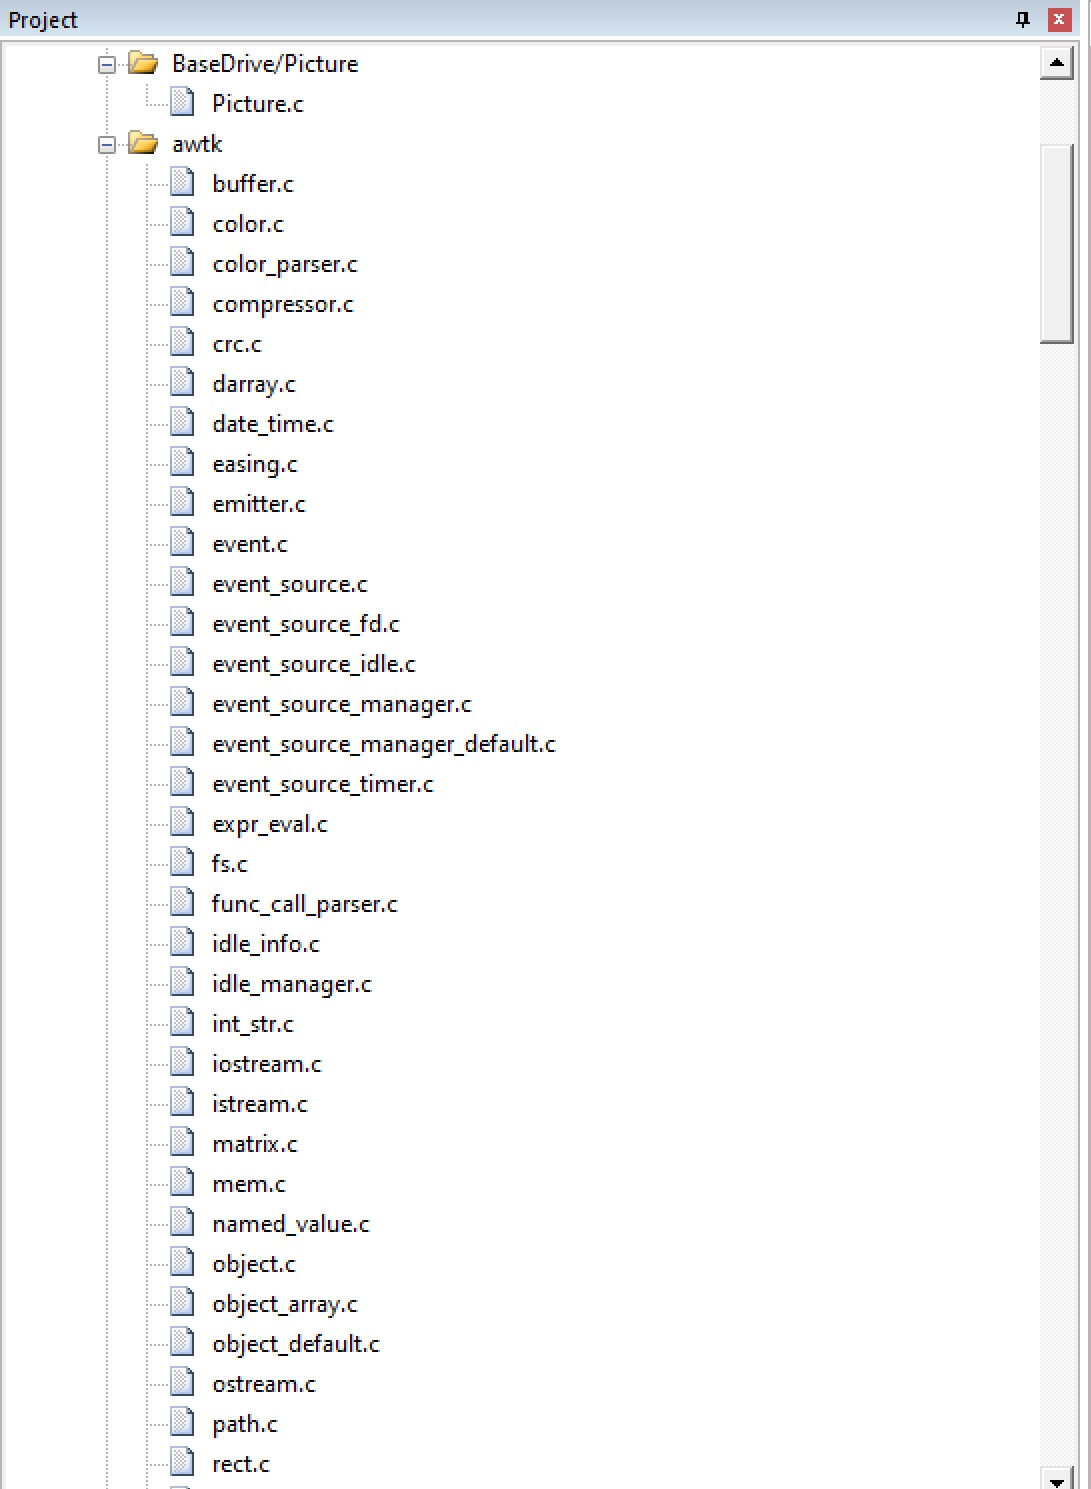 Project
BaseDrive/Picture
Picture.c
awtk
buffer.c
color.c
color_parser.c
compressor.c
crc.c
darray.c
date_time.c
easing.c
emitter.c
event.c
event_source.c
event_source_fd.c
event_source_idle.c
event_source_manager.c
event_source_manager_default.c
event_source_timer.c
expr_eval.c
fs.c
func_call_parser.c
idle_info.c
idle_manager.c
int_str.c
iostream.c
istream.c
matrix.c
mem.c
named_value.c
object.c
object_array.c
object_default.c
ostream.c
path.c
rect.c